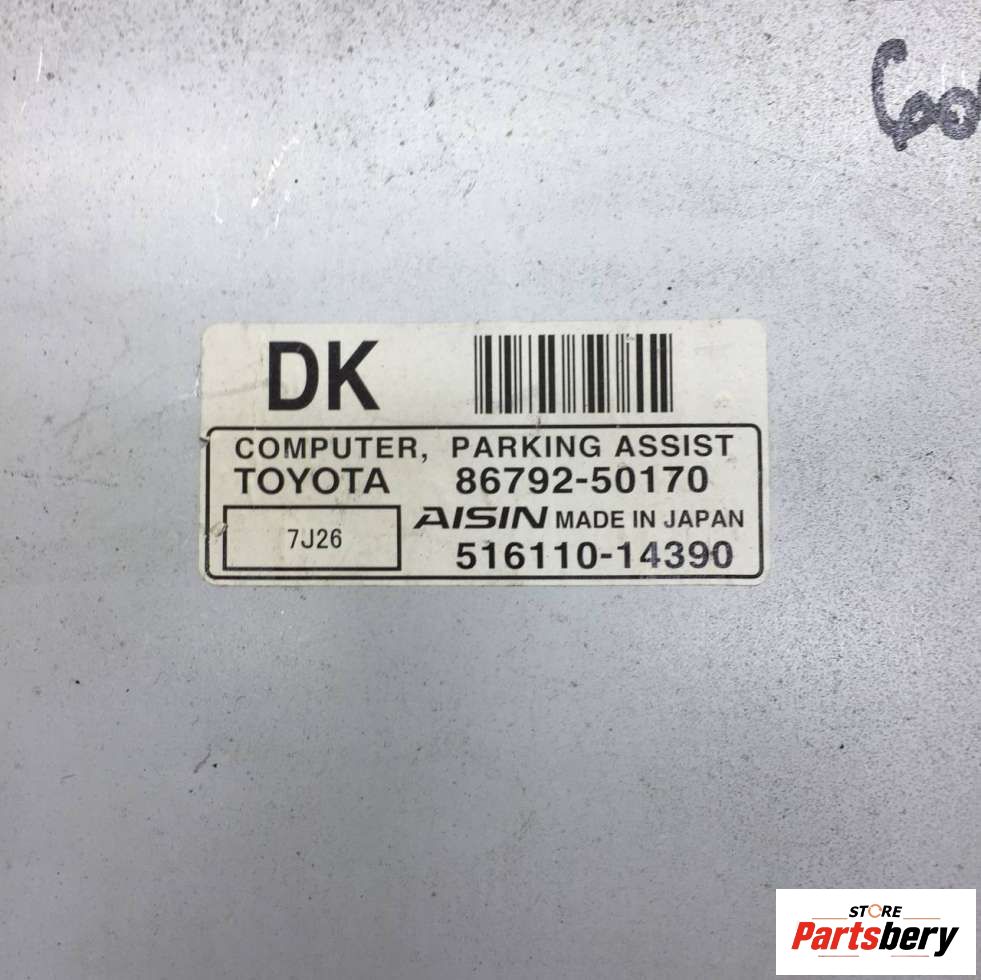 DK
COMPUTER, PARKING ASSIST
TOYOTA 86792-50170
7J26
AISIN MADE IN JAPAN
516110-14390
STORE
Partsbery